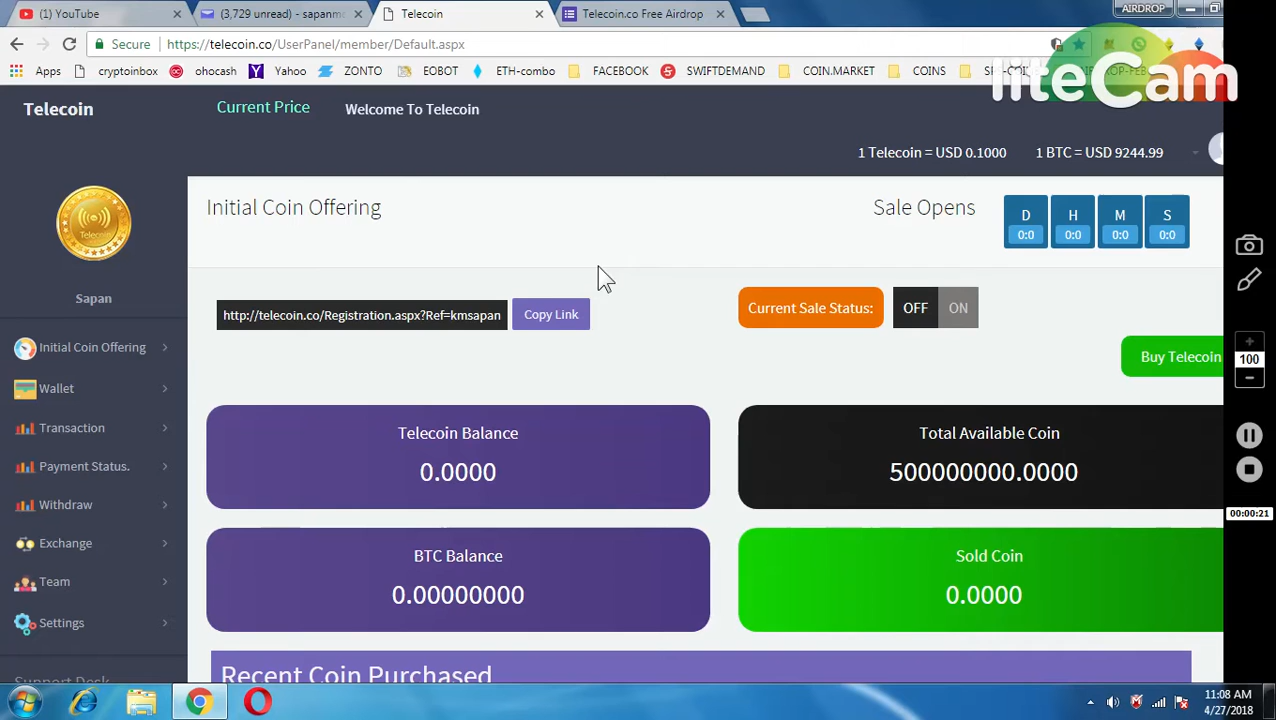 (1) YouTube
(3,729 unread) - sapanmo
Telecoin
Telecoin.co Free Airdrop
AIRDROP
Secure
https://telecoin.co/UserPanel/member/Default.aspx
Apps
cryptoinbox
ohocash
Yahoo
ETH-combo
FACEBOOK
SWIFTDEMAND
COIN.MARKET
COINS
liteCam
Telecoin
Current Price
Welcome To Telecoin
1 Telecoin = USD 0.1000
1 BTC = USD 9244.99
Telecoin
Sapan
Initial Coin Offering
Wallet
Transaction
Payment Status.
Withdraw
Exchange
Team
Settings
Support Desk
Initial Coin Offering
Sale Opens
D H M S
0:0 0:0 0:0 0:0
http://telecoin.co/Registration.aspx?Ref=kmsapan
Copy Link
Current Sale Status:
OFF ON
Buy Telecoin
Telecoin Balance
0.0000
Total Available Coin
500000000.0000
BTC Balance
0.00000000
Sold Coin
0.0000
Recent Coin Purchased
100
00:00:21
11:08 AM
4/27/2018